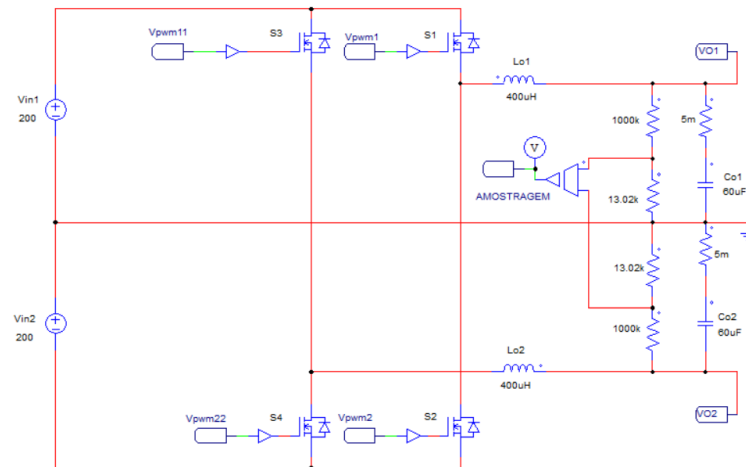 Vpwm11
S3
Vpwm1
S1
VO1
Lo1
400uH
Vin1
200
1000k
5m
V
AMOSTRAGEM
13.02k
Co1
60uF
13.02k
5m
Vin2
200
1000k
Co2
60uF
Lo2
400uH
Vpwm22
S4
Vpwm2
S2
VO2